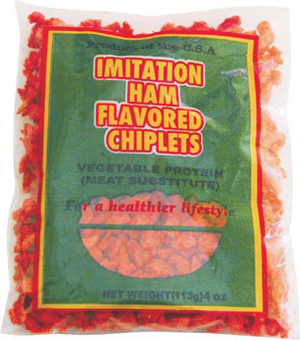 Product of the U.S.A
IMITATION
HAM
FLAVORED
CHIPLETS
VEGETABLE PROTEIN
(MEAT SUBSTITUTE)
For a healthier lifestyle
NET WEIGHT(113g)4 oz